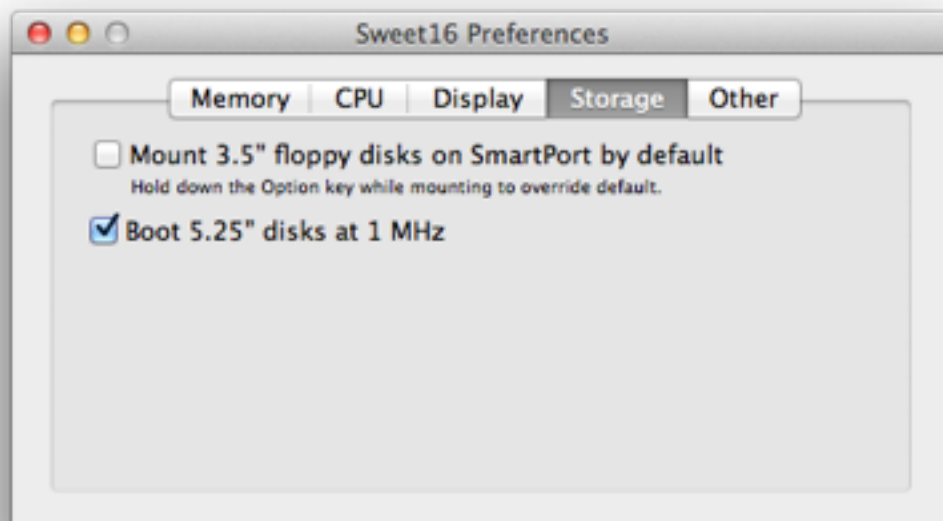 Sweet16 Preferences
Memory CPU Display Storage Other
Mount 3.5" floppy disks on SmartPort by default
Hold down the Option key while mounting to override default.
Boot 5.25" disks at 1 MHz